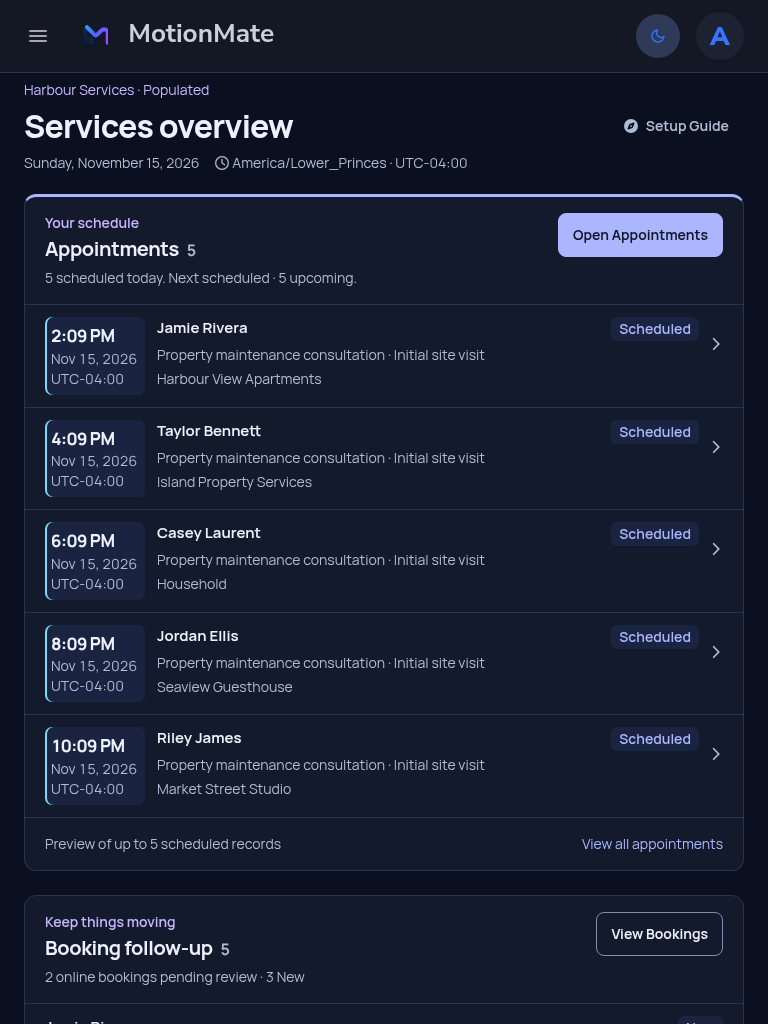 MotionMate
A
Harbour Services · Populated
Services overview
Setup Guide
Sunday, November 15, 2026
America/Lower_Princes · UTC-04:00
Your schedule
Appointments 5
Open Appointments
5 scheduled today. Next scheduled · 5 upcoming.
2:09 PM
Nov 15, 2026
UTC-04:00
Jamie Rivera
Property maintenance consultation · Initial site visit
Harbour View Apartments
Scheduled
4:09 PM
Nov 15, 2026
UTC-04:00
Taylor Bennett
Property maintenance consultation · Initial site visit
Island Property Services
Scheduled
6:09 PM
Nov 15, 2026
UTC-04:00
Casey Laurent
Property maintenance consultation · Initial site visit
Household
Scheduled
8:09 PM
Nov 15, 2026
UTC-04:00
Jordan Ellis
Property maintenance consultation · Initial site visit
Seaview Guesthouse
Scheduled
10:09 PM
Nov 15, 2026
UTC-04:00
Riley James
Property maintenance consultation · Initial site visit
Market Street Studio
Scheduled
Preview of up to 5 scheduled records
View all appointments
Keep things moving
Booking follow-up 5
View Bookings
2 online bookings pending review · 3 New